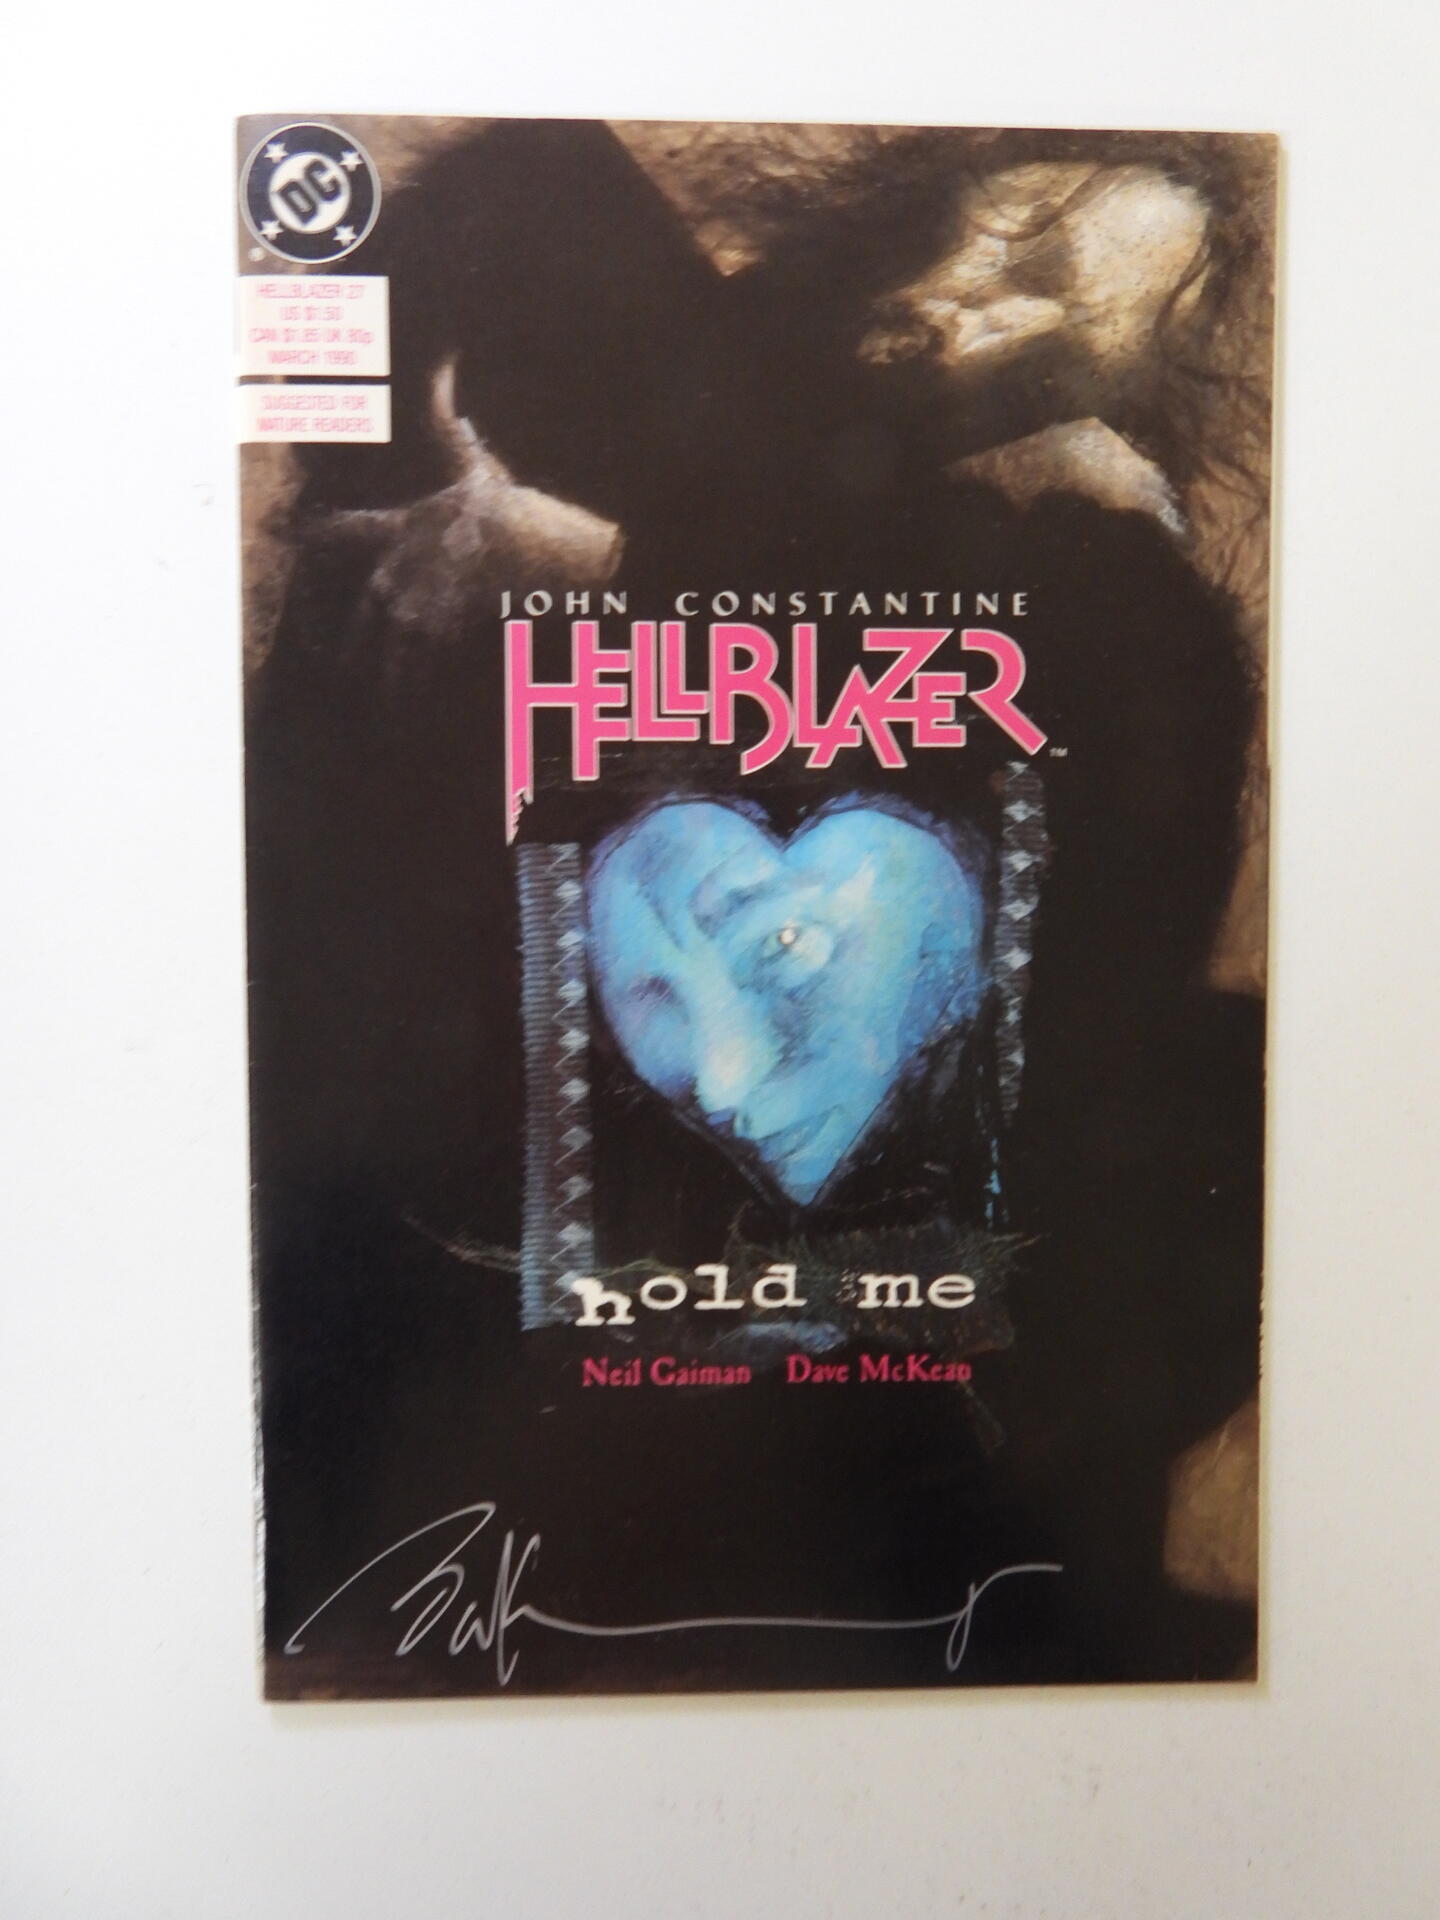 DC
HELLBLAZER 27
US $1.50
CAN $1.85 UK 80p
MARCH 1990
SUGGESTED FOR
MATURE READERS
JOHN CONSTANTINE
HELLBLAZER
TM
hold me
Neil Gaiman Dave McKean